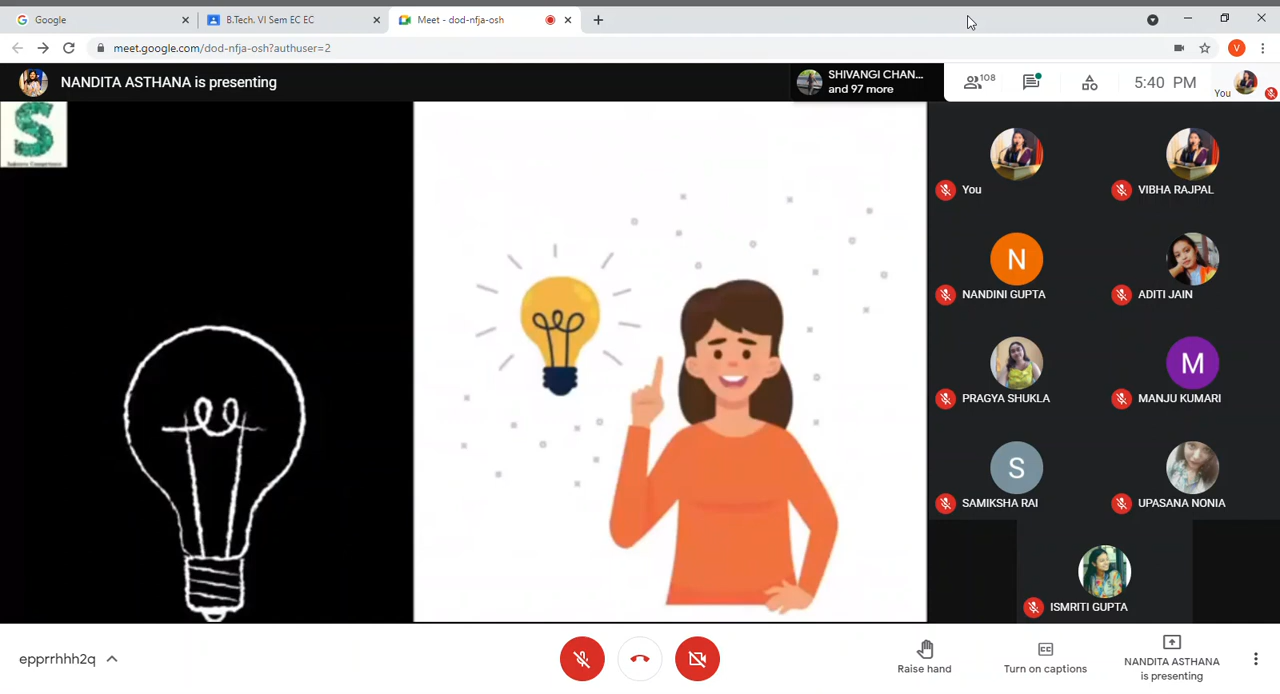 Google
B.Tech. VI Sem EC EC
Meet - dod-nfja-osh
meet.google.com/dod-nfja-osh?authuser=2
V
NANDITA ASTHANA is presenting
SHIVANGI CHAN...
and 97 more
108
5:40 PM
You
S
You
VIBHA RAJPAL
N
NANDINI GUPTA
ADITI JAIN
PRAGYA SHUKLA
M
MANJU KUMARI
S
SAMIKSHA RAI
UPASANA NONIA
ISMRITI GUPTA
epprrhhh2q
Raise hand
Turn on captions
NANDITA ASTHANA
is presenting